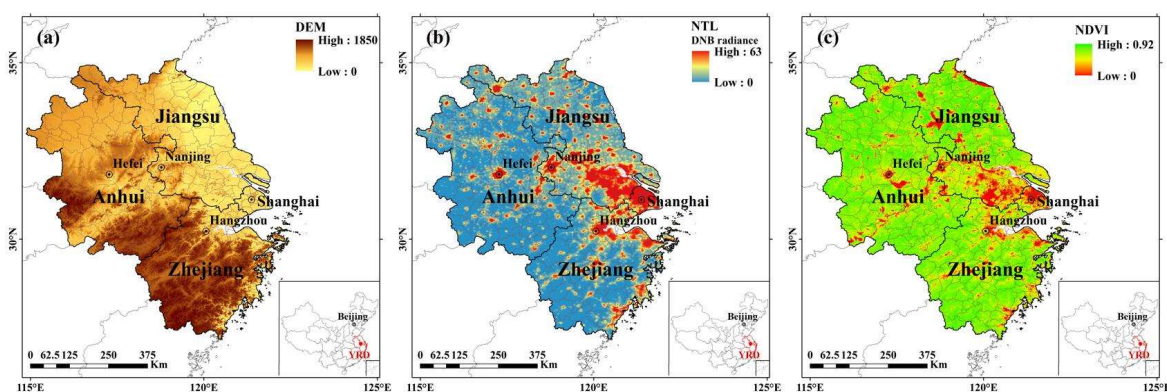 (a)
DEM
High : 1850
Low : 0
35°N
30°N
Jiangsu
Nanjing
Hefei
Anhui
Shanghai
Hangzhou
Zhejiang
Beijing
YRD
0 62.5 125 250 375
Km
115°E
120°E
125°E
(b)
NTL
DNB radiance
High : 63
Low : 0
35°N
30°N
Jiangsu
Nanjing
Hefei
Anhui
Shanghai
Hangzhou
Zhejiang
Beijing
YRD
0 62.5 125 250 375
Km
115°E
120°E
125°E
(c)
NDVI
High : 0.92
Low : 0
35°N
30°N
Jiangsu
Nanjing
Hefei
Anhui
Shanghai
Hangzhou
Zhejiang
Beijing
YRD
0 62.5 125 250 375
Km
115°E
120°E
125°E